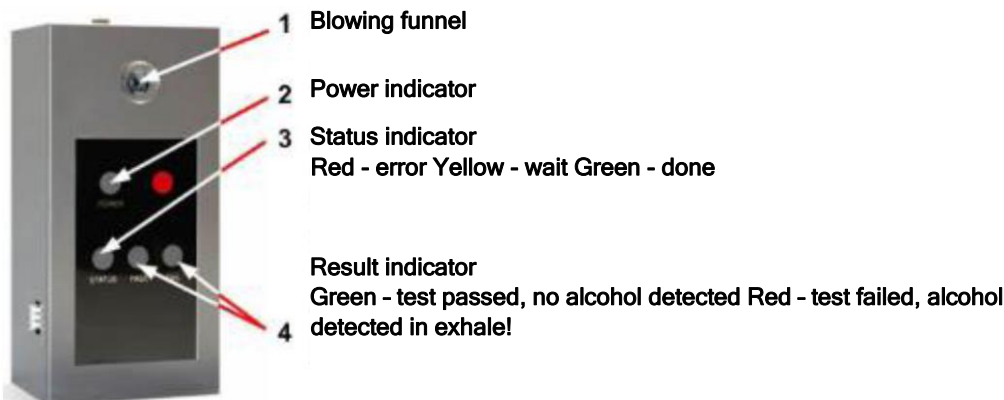 1 Blowing funnel
2 Power indicator
3 Status indicator
Red - error Yellow - wait Green - done
POWER
STATUS
Result indicator
Green - test passed, no alcohol detected Red - test failed, alcohol
4 detected in exhale!